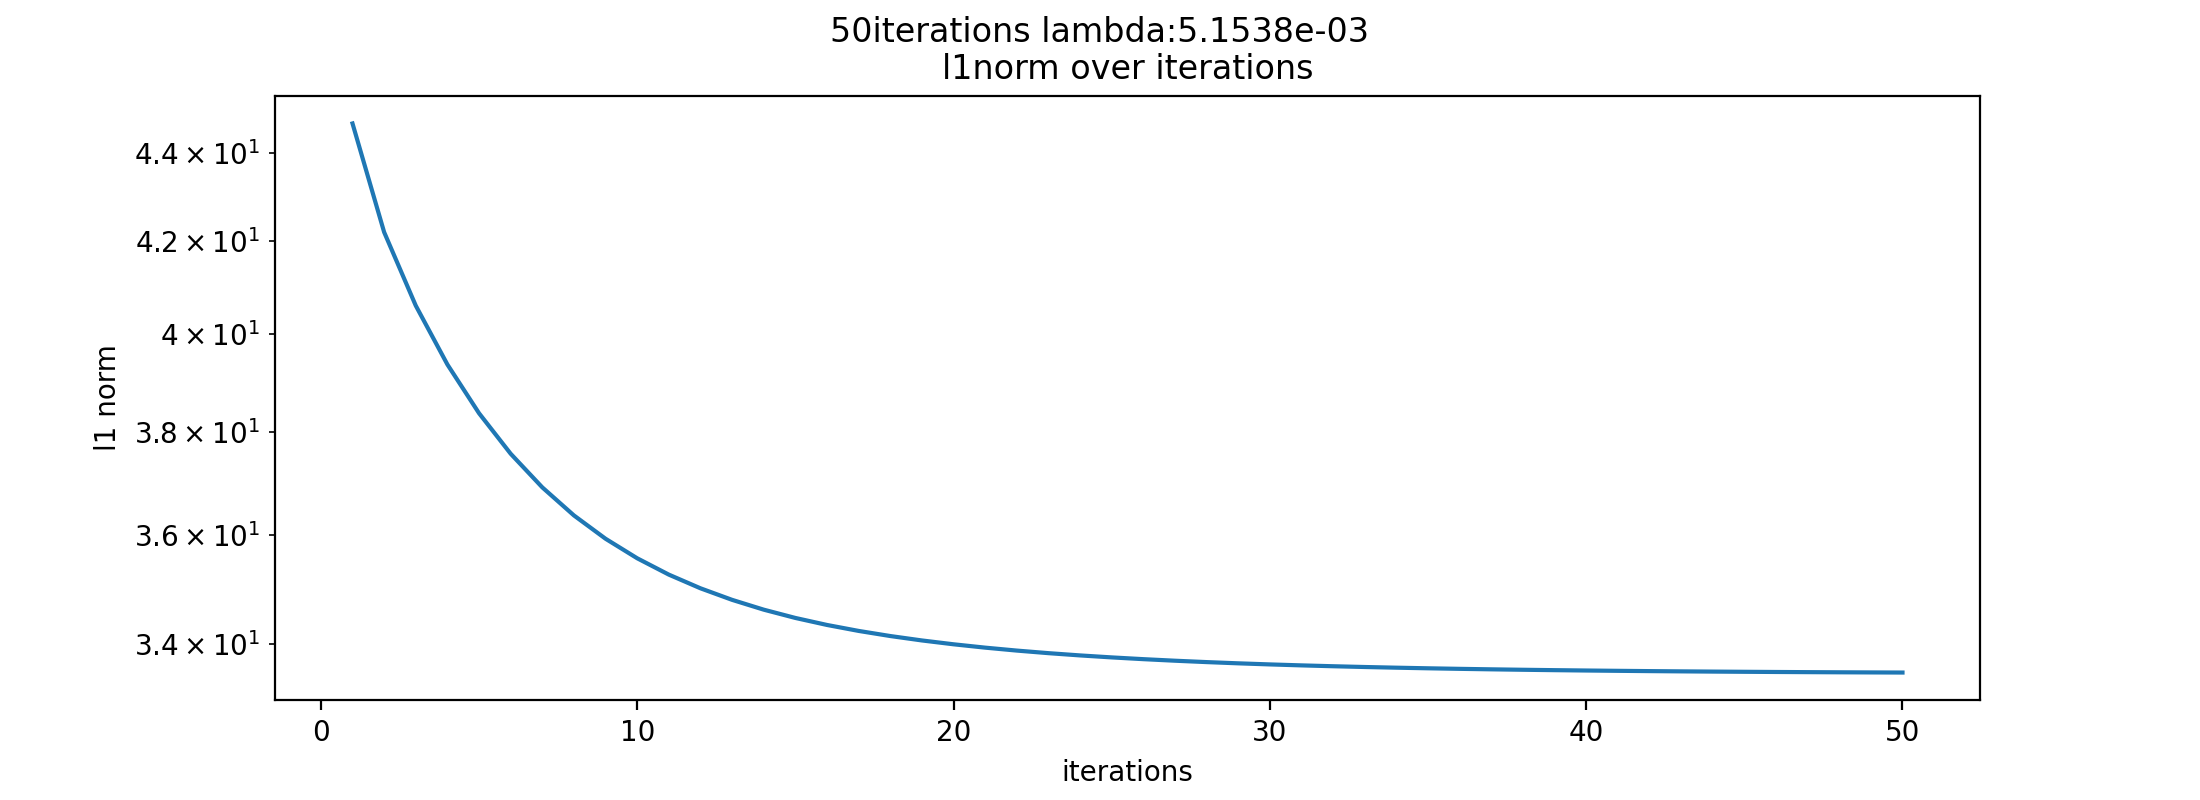 50iterations lambda:5.1538e-03
l1norm over iterations
4.4 × 10¹
4.2 × 10¹
4 × 10¹
3.8 × 10¹
3.6 × 10¹
3.4 × 10¹
l1 norm
0 10 20 30 40 50
iterations